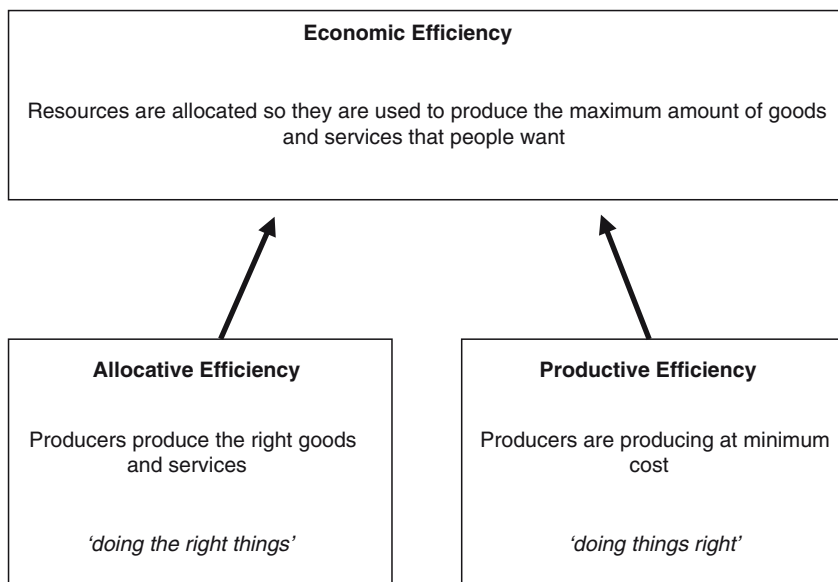 Economic Efficiency
Resources are allocated so they are used to produce the maximum amount of goods
and services that people want
Allocative Efficiency
Producers produce the right goods
and services
‘doing the right things’
Productive Efficiency
Producers are producing at minimum
cost
‘doing things right’